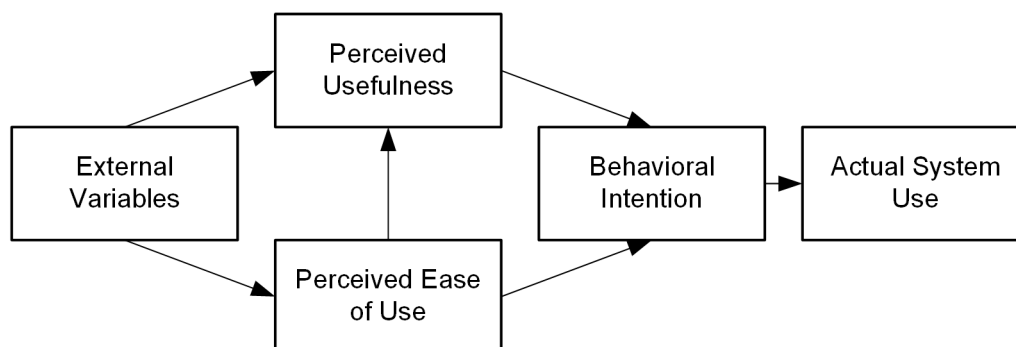 Perceived
Usefulness
External
Variables
Behavioral
Intention
Actual System
Use
Perceived Ease
of Use